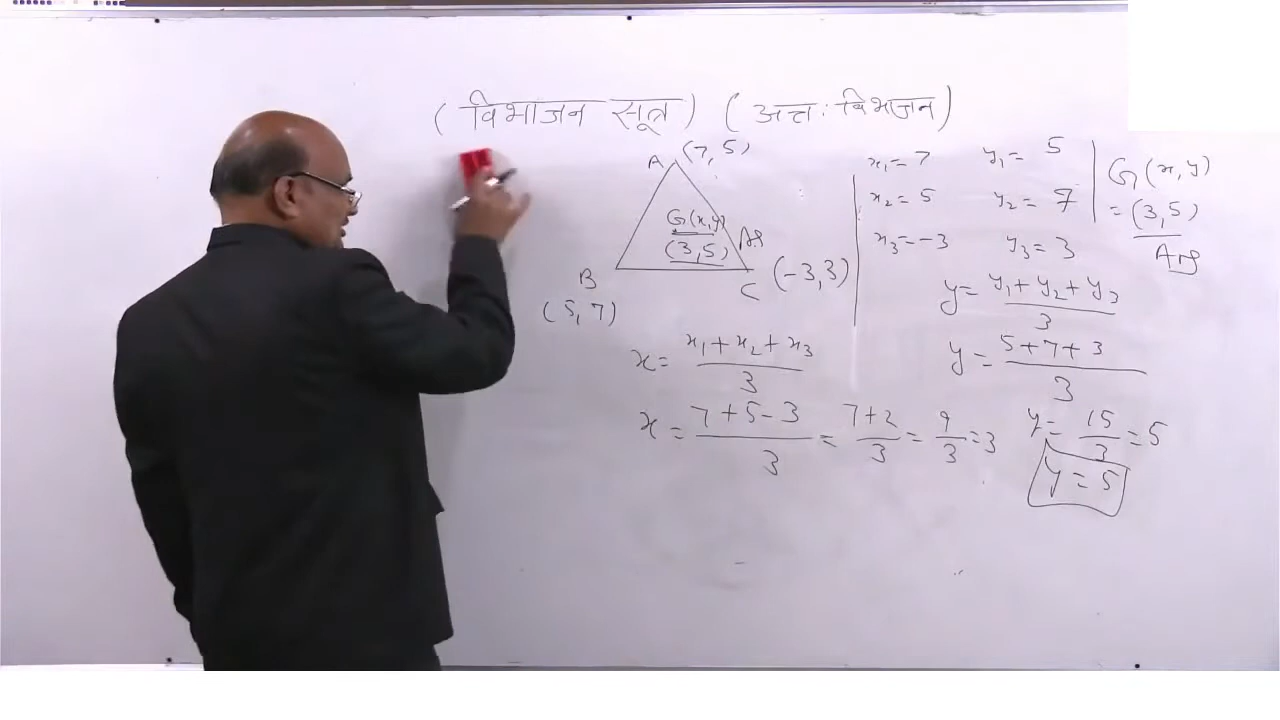 (विभाजन सूत्र) (अत्तः विभाजन)
A (7, 5)
G(x,y)
(3,5) Ans
B
(5, 7)
C (-3,3)
x₁= 7 y₁= 5
x₂= 5 y₂= 7
x₃=-3 y₃= 3
G(x, y)
= (3,5)
Ans
y= y₁+y₂+y₃/3
x= x₁+x₂+x₃/3
y= 5+7+3/3
x= 7+5-3/3 = 7+2/3 = 9/3 =3
y= 15/3 =5
y= 5